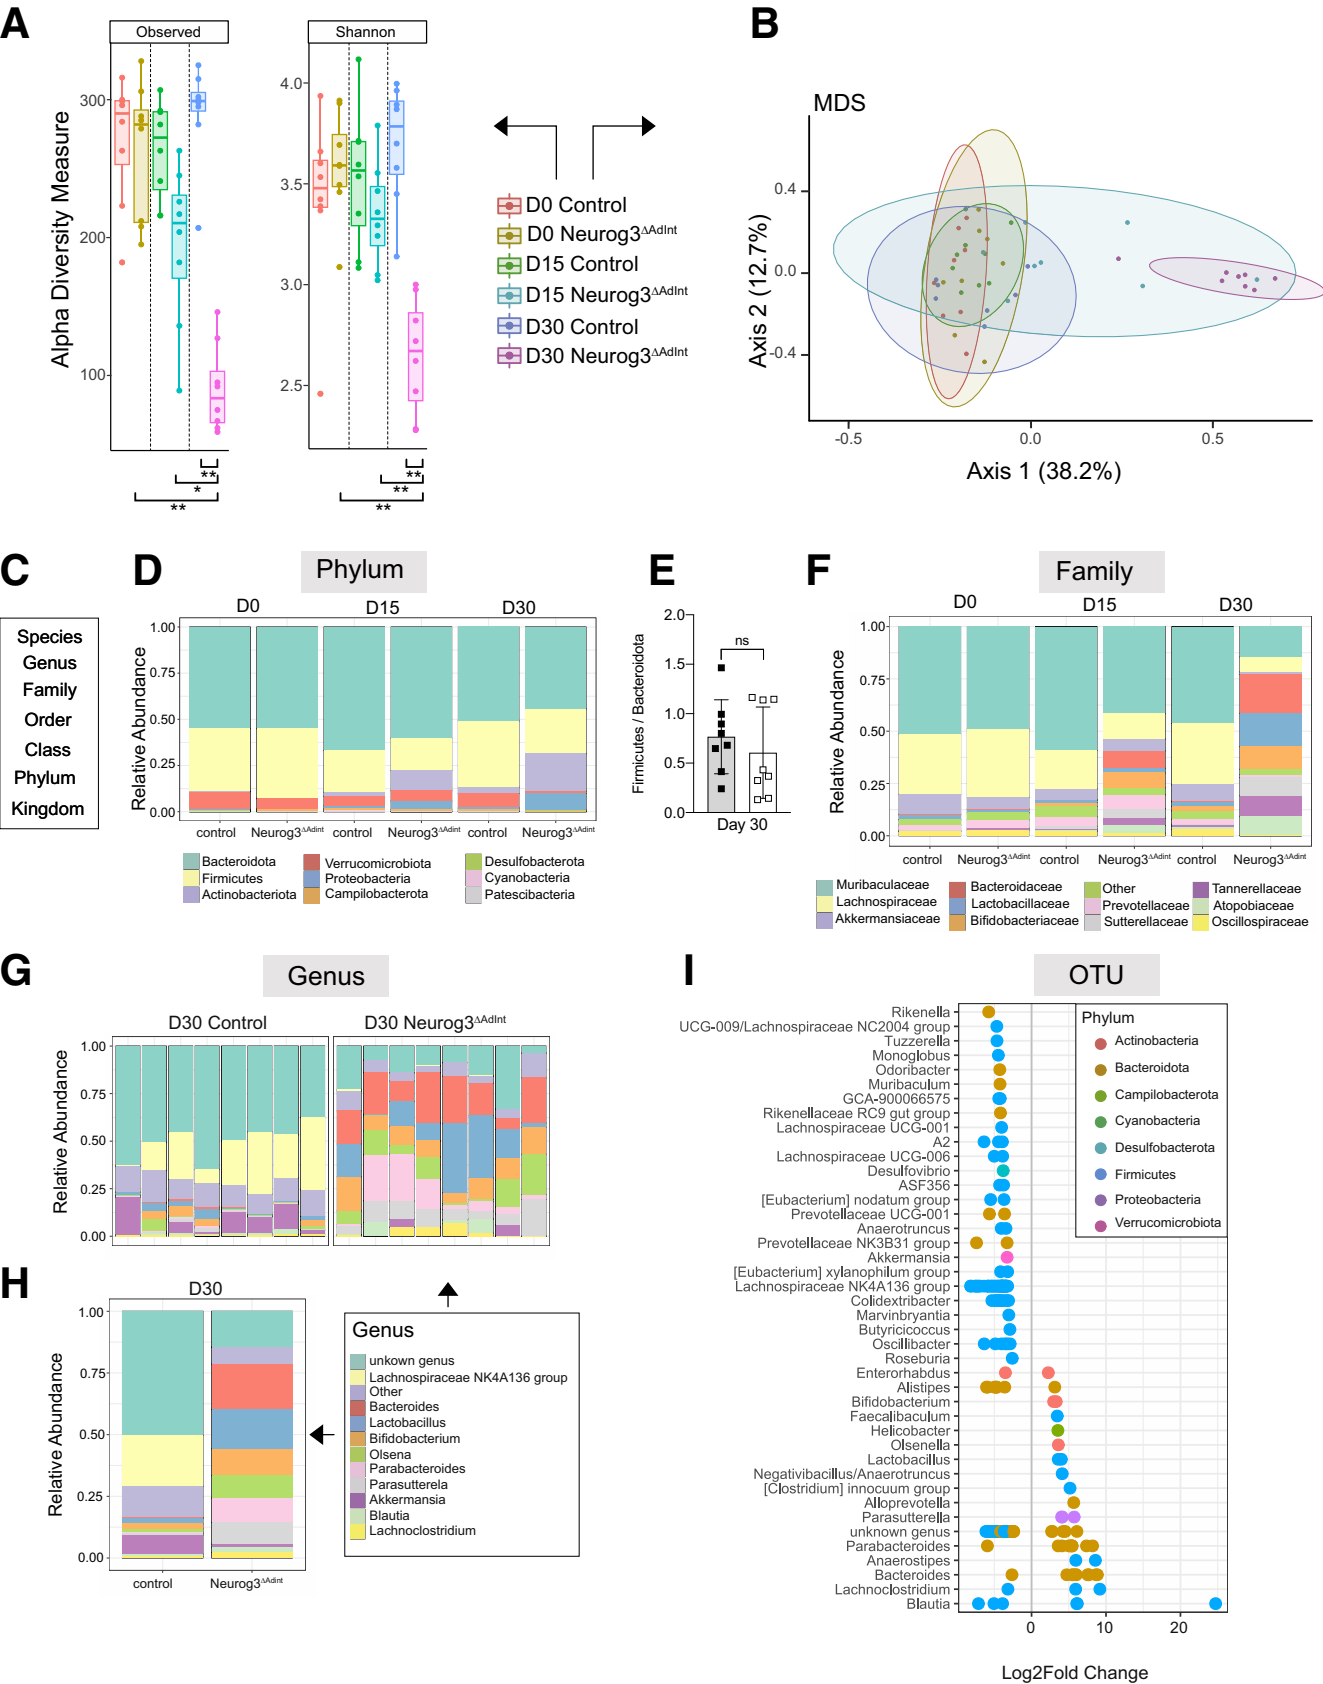 A
Observed
Shannon
Alpha Diversity Measure
300
200
100
4.0
3.5
3.0
2.5
**
*
**
**
**
**
D0 Control
D0 Neurog3ΔAdInt
D15 Control
D15 Neurog3ΔAdInt
D30 Control
D30 Neurog3ΔAdInt
B
MDS
Axis 2 (12.7%)
0.4
0.0
-0.4
-0.5
0.0
0.5
Axis 1 (38.2%)
C
Species
Genus
Family
Order
Class
Phylum
Kingdom
D
Phylum
D0
D15
D30
Relative Abundance
1.00
0.75
0.50
0.25
0.00
control
Neurog3ΔAdint
control
Neurog3ΔAdint
control
Neurog3ΔAdint
Bacteroidota
Firmicutes
Actinobacteriota
Verrucomicrobiota
Proteobacteria
Campilobacterota
Desulfobacterota
Cyanobacteria
Patescibacteria
E
Firmicutes / Bacteroidota
2.0
1.5
1.0
0.5
0.0
ns
Day 30
F
Family
D0
D15
D30
Relative Abundance
1.00
0.75
0.50
0.25
0.00
control
Neurog3ΔAdint
control
Neurog3ΔAdint
control
Neurog3ΔAdint
Muribaculaceae
Lachnospiraceae
Akkermansiaceae
Bacteroidaceae
Lactobacillaceae
Bifidobacteriaceae
Other
Prevotellaceae
Sutterellaceae
Tannerellaceae
Atopobiaceae
Oscillospiraceae
G
Genus
D30 Control
D30 Neurog3ΔAdInt
Relative Abundance
1.00
0.75
0.50
0.25
0.00
H
D30
Relative Abundance
1.00
0.75
0.50
0.25
0.00
control
Neurog3ΔAdint
Genus
unkown genus
Lachnospiraceae NK4A136 group
Other
Bacteroides
Lactobacillus
Bifidobacterium
Olsena
Parabacteroides
Parasutterela
Akkermansia
Blautia
Lachnoclostridium
I
OTU
Rikenella
UCG-009/Lachnospiraceae NC2004 group
Tuzzerella
Monoglobus
Odoribacter
Muribaculum
GCA-900066575
Rikenellaceae RC9 gut group
Lachnospiraceae UCG-001
A2
Lachnospiraceae UCG-006
Desulfovibrio
ASF356
[Eubacterium] nodatum group
Prevotellaceae UCG-001
Anaerotruncus
Prevotellaceae NK3B31 group
Akkermansia
[Eubacterium] xylanophilum group
Lachnospiraceae NK4A136 group
Colidextribacter
Marvinbryantia
Butyricicoccus
Oscillibacter
Roseburia
Enterorhabdus
Alistipes
Bifidobacterium
Faecalibaculum
Helicobacter
Olsenella
Lactobacillus
Negativibacillus/Anaerotruncus
[Clostridium] innocuum group
Alloprevotella
Parasutterella
unknown genus
Parabacteroides
Anaerostipes
Bacteroides
Lachnoclostridium
Blautia
Phylum
Actinobacteria
Bacteroidota
Campilobacterota
Cyanobacteria
Desulfobacterota
Firmicutes
Proteobacteria
Verrucomicrobiota
0
10
20
Log2Fold Change